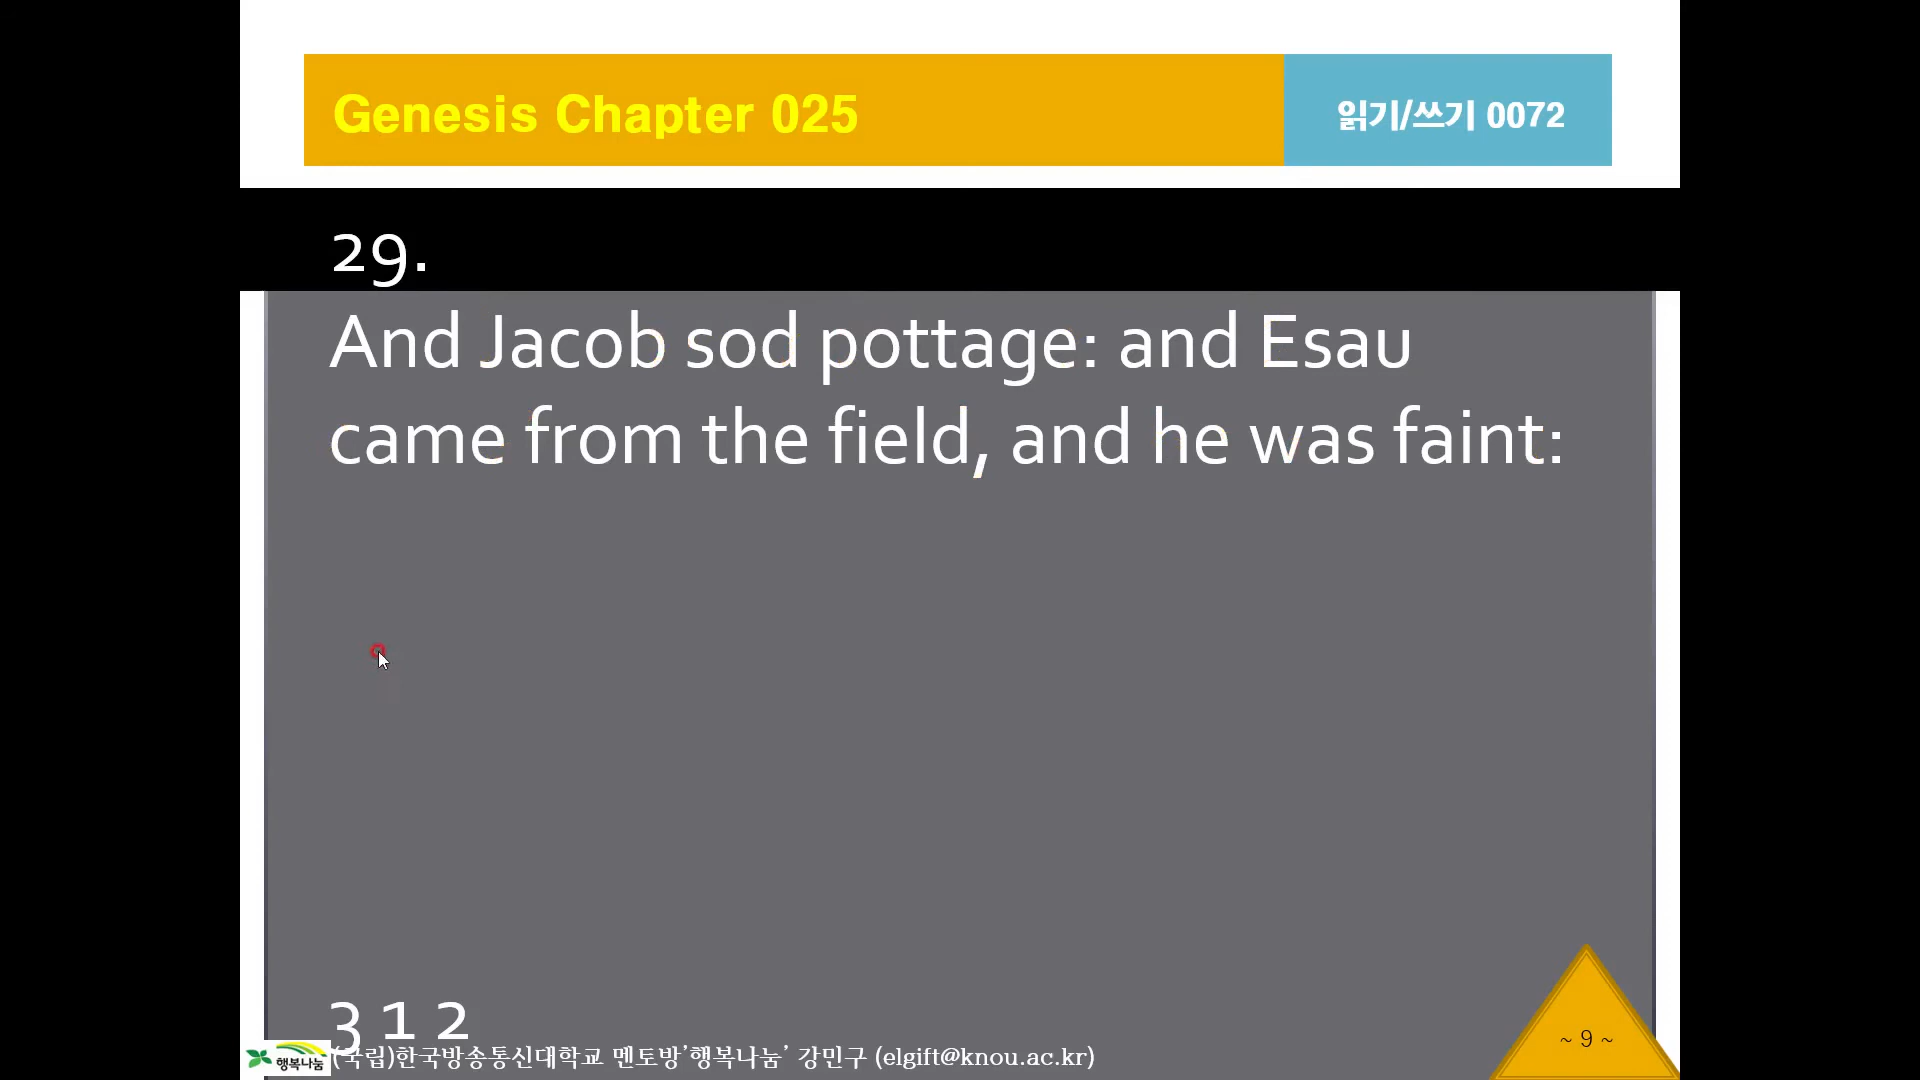 Genesis Chapter 025
읽기/쓰기 0072
29.
And Jacob sod pottage: and Esau
came from the field, and he was faint:
3 1 2
행복나눔
(국립)한국방송통신대학교 멘토방'행복나눔' 강민구 (elgift@knou.ac.kr)
~ 9 ~